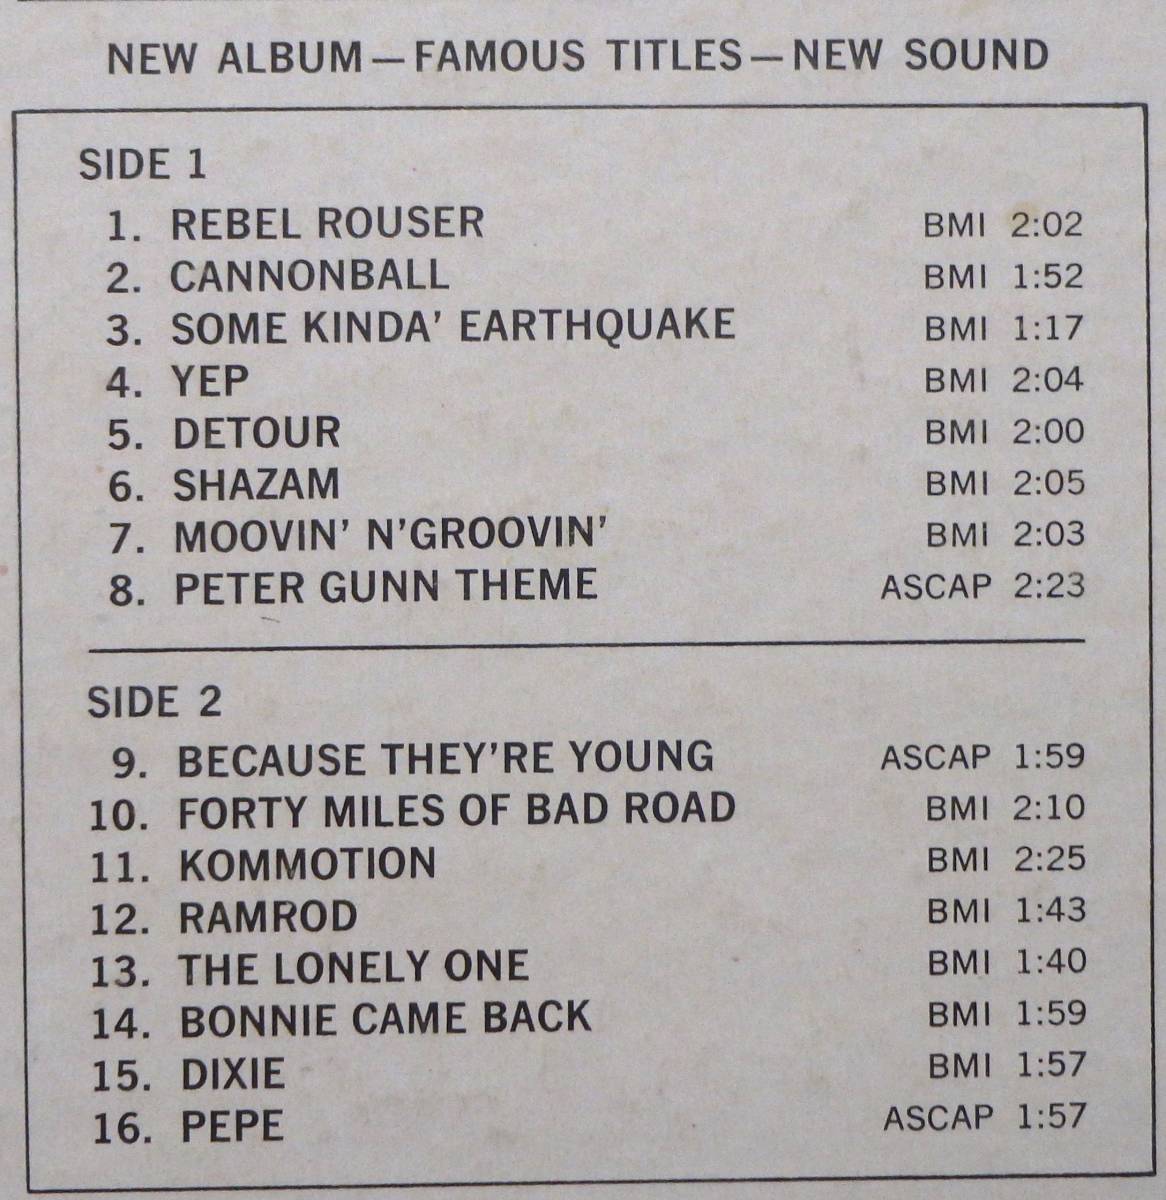 NEW ALBUM—FAMOUS TITLES—NEW SOUND
SIDE 1
1. REBEL ROUSER BMI 2:02
2. CANNONBALL BMI 1:52
3. SOME KINDA' EARTHQUAKE BMI 1:17
4. YEP BMI 2:04
5. DETOUR BMI 2:00
6. SHAZAM BMI 2:05
7. MOOVIN' N'GROOVIN' BMI 2:03
8. PETER GUNN THEME ASCAP 2:23
SIDE 2
9. BECAUSE THEY'RE YOUNG ASCAP 1:59
10. FORTY MILES OF BAD ROAD BMI 2:10
11. KOMMOTION BMI 2:25
12. RAMROD BMI 1:43
13. THE LONELY ONE BMI 1:40
14. BONNIE CAME BACK BMI 1:59
15. DIXIE BMI 1:57
16. PEPE ASCAP 1:57